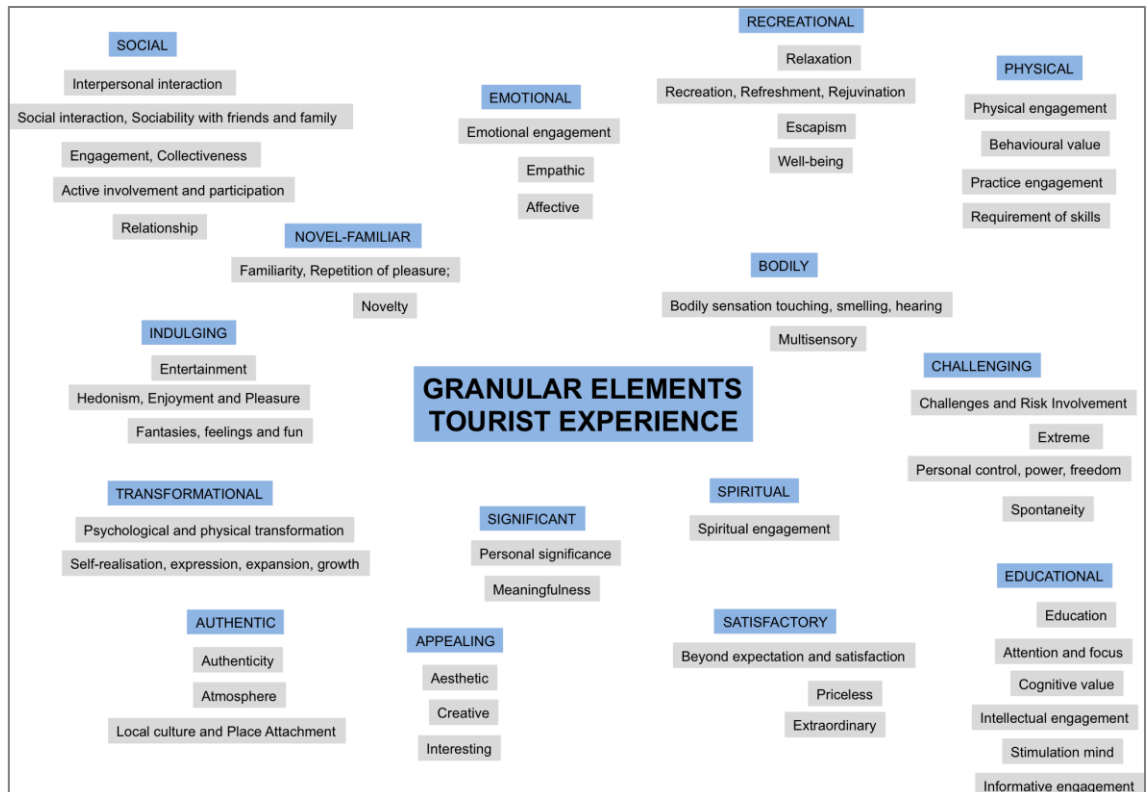 SOCIAL
Interpersonal interaction
Social interaction, Sociability with friends and family
Engagement, Collectiveness
Active involvement and participation
Relationship
EMOTIONAL
Emotional engagement
Empathic
Affective
RECREATIONAL
Relaxation
Recreation, Refreshment, Rejuvination
Escapism
Well-being
PHYSICAL
Physical engagement
Behavioural value
Practice engagement
Requirement of skills
NOVEL-FAMILIAR
Familiarity, Repetition of pleasure;
Novelty
BODILY
Bodily sensation touching, smelling, hearing
Multisensory
INDULGING
Entertainment
Hedonism, Enjoyment and Pleasure
Fantasies, feelings and fun
GRANULAR ELEMENTS
TOURIST EXPERIENCE
CHALLENGING
Challenges and Risk Involvement
Extreme
Personal control, power, freedom
Spontaneity
TRANSFORMATIONAL
Psychological and physical transformation
Self-realisation, expression, expansion, growth
SIGNIFICANT
Personal significance
Meaningfulness
SPIRITUAL
Spiritual engagement
AUTHENTIC
Authenticity
Atmosphere
Local culture and Place Attachment
APPEALING
Aesthetic
Creative
Interesting
SATISFACTORY
Beyond expectation and satisfaction
Priceless
Extraordinary
EDUCATIONAL
Education
Attention and focus
Cognitive value
Intellectual engagement
Stimulation mind
Informative engagement